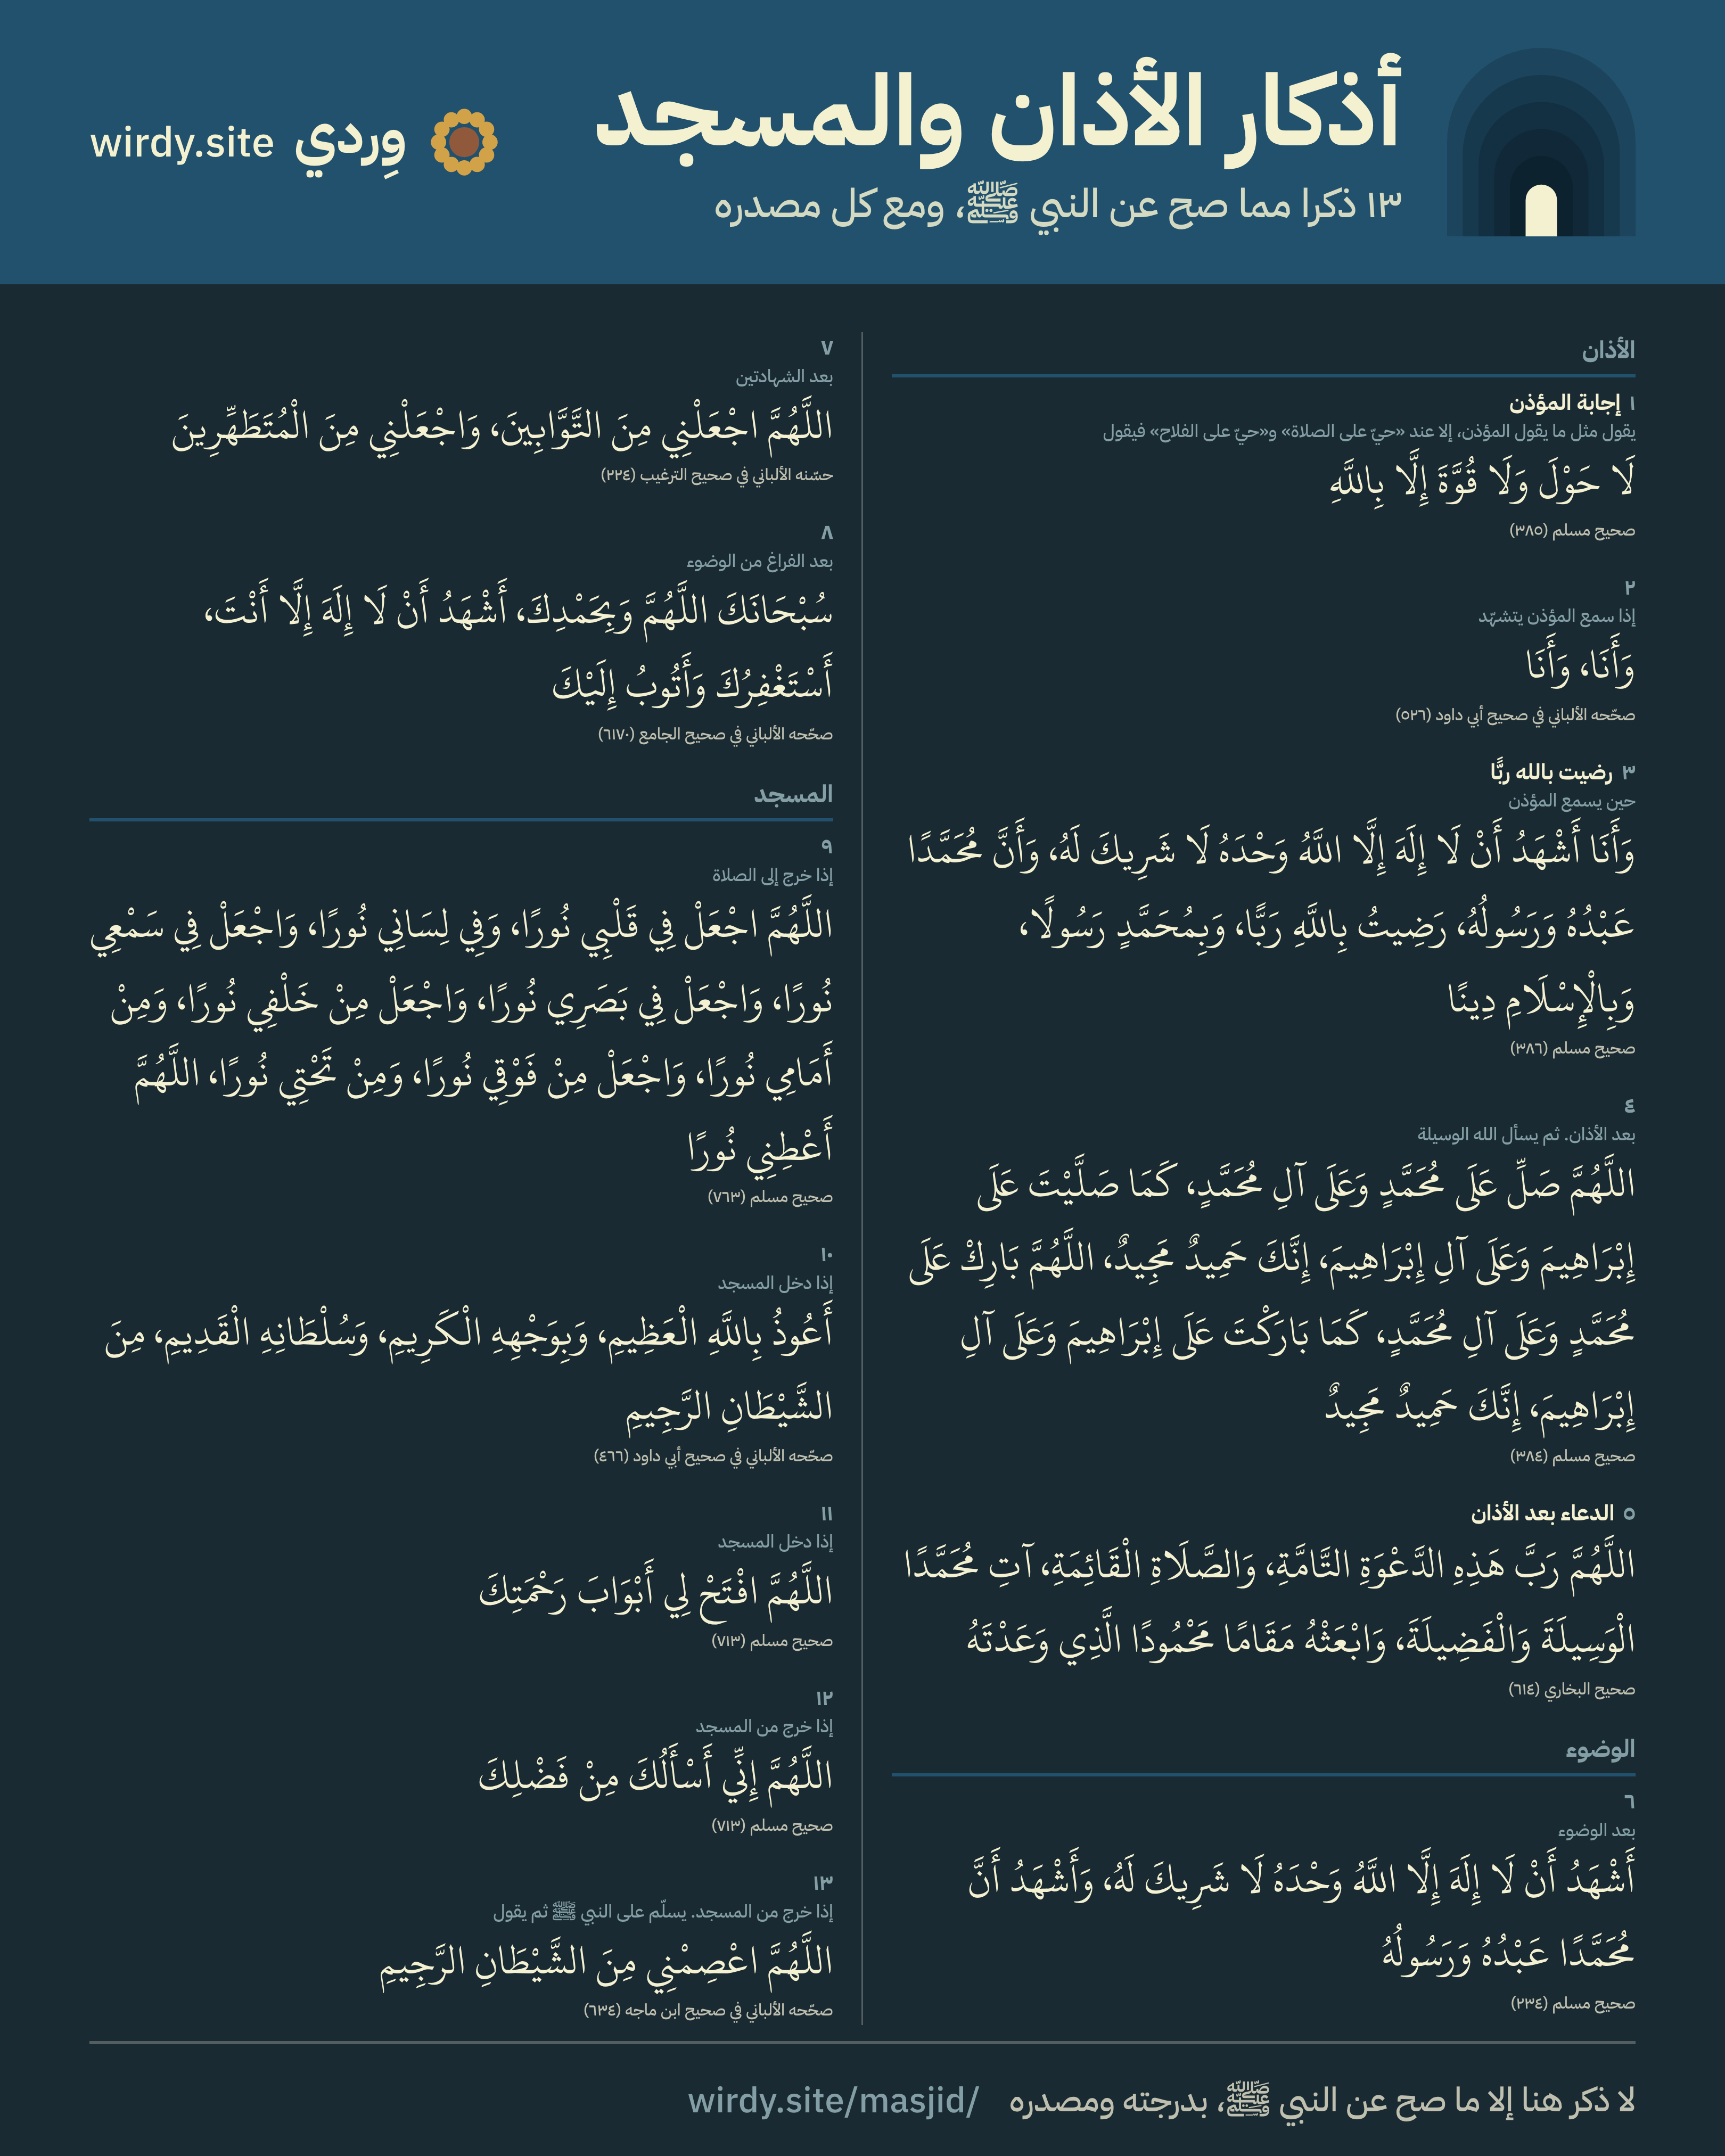 أذكار الأذان والمسجد
١٣ ذكرا مما صح عن النبي ﷺ، ومع كل مصدره
وِردي wirdy.site
الأذان
١ إجابة المؤذن
يقول مثل ما يقول المؤذن، إلا عند «حيّ على الصلاة» و«حيّ على الفلاح» فيقول
لَا حَوْلَ وَلَا قُوَّةَ إِلَّا بِاللَّهِ
صحيح مسلم (٣٨٥)
٢
إذا سمع المؤذن يتشهّد
وَأَنَا، وَأَنَا
صحّحه الألباني في صحيح أبي داود (٥٢٦)
٣ رضيت بالله ربًّا
حين يسمع المؤذن
وَأَنَا أَشْهَدُ أَنْ لَا إِلَهَ إِلَّا اللَّهُ وَحْدَهُ لَا شَرِيكَ لَهُ، وَأَنَّ مُحَمَّدًا
عَبْدُهُ وَرَسُولُهُ، رَضِيتُ بِاللَّهِ رَبًّا، وَبِمُحَمَّدٍ رَسُولًا،
وَبِالْإِسْلَامِ دِينًا
صحيح مسلم (٣٨٦)
٤
بعد الأذان. ثم يسأل الله الوسيلة
اللَّهُمَّ صَلِّ عَلَى مُحَمَّدٍ وَعَلَى آلِ مُحَمَّدٍ، كَمَا صَلَّيْتَ عَلَى
إِبْرَاهِيمَ وَعَلَى آلِ إِبْرَاهِيمَ، إِنَّكَ حَمِيدٌ مَجِيدٌ، اللَّهُمَّ بَارِكْ عَلَى
مُحَمَّدٍ وَعَلَى آلِ مُحَمَّدٍ، كَمَا بَارَكْتَ عَلَى إِبْرَاهِيمَ وَعَلَى آلِ
إِبْرَاهِيمَ، إِنَّكَ حَمِيدٌ مَجِيدٌ
صحيح مسلم (٣٨٤)
٥ الدعاء بعد الأذان
اللَّهُمَّ رَبَّ هَذِهِ الدَّعْوَةِ التَّامَّةِ، وَالصَّلَاةِ الْقَائِمَةِ، آتِ مُحَمَّدًا
الْوَسِيلَةَ وَالْفَضِيلَةَ، وَابْعَثْهُ مَقَامًا مَحْمُودًا الَّذِي وَعَدْتَهُ
صحيح البخاري (٦١٤)
الوضوء
٦
بعد الوضوء
أَشْهَدُ أَنْ لَا إِلَهَ إِلَّا اللَّهُ وَحْدَهُ لَا شَرِيكَ لَهُ، وَأَشْهَدُ أَنَّ
مُحَمَّدًا عَبْدُهُ وَرَسُولُهُ
صحيح مسلم (٢٣٤)
٧
بعد الشهادتين
اللَّهُمَّ اجْعَلْنِي مِنَ التَّوَّابِينَ، وَاجْعَلْنِي مِنَ الْمُتَطَهِّرِينَ
حسّنه الألباني في صحيح الترغيب (٢٢٤)
٨
بعد الفراغ من الوضوء
سُبْحَانَكَ اللَّهُمَّ وَبِحَمْدِكَ، أَشْهَدُ أَنْ لَا إِلَهَ إِلَّا أَنْتَ،
أَسْتَغْفِرُكَ وَأَتُوبُ إِلَيْكَ
صحّحه الألباني في صحيح الجامع (٦١٧٠)
المسجد
٩
إذا خرج إلى الصلاة
اللَّهُمَّ اجْعَلْ فِي قَلْبِي نُورًا، وَفِي لِسَانِي نُورًا، وَاجْعَلْ فِي سَمْعِي
نُورًا، وَاجْعَلْ فِي بَصَرِي نُورًا، وَاجْعَلْ مِنْ خَلْفِي نُورًا، وَمِنْ
أَمَامِي نُورًا، وَاجْعَلْ مِنْ فَوْقِي نُورًا، وَمِنْ تَحْتِي نُورًا، اللَّهُمَّ
أَعْطِنِي نُورًا
صحيح مسلم (٧٦٣)
١٠
إذا دخل المسجد
أَعُوذُ بِاللَّهِ الْعَظِيمِ، وَبِوَجْهِهِ الْكَرِيمِ، وَسُلْطَانِهِ الْقَدِيمِ، مِنَ
الشَّيْطَانِ الرَّجِيمِ
صحّحه الألباني في صحيح أبي داود (٤٦٦)
١١
إذا دخل المسجد
اللَّهُمَّ افْتَحْ لِي أَبْوَابَ رَحْمَتِكَ
صحيح مسلم (٧١٣)
١٢
إذا خرج من المسجد
اللَّهُمَّ إِنِّي أَسْأَلُكَ مِنْ فَضْلِكَ
صحيح مسلم (٧١٣)
١٣
إذا خرج من المسجد. يسلّم على النبي ﷺ ثم يقول
اللَّهُمَّ اعْصِمْنِي مِنَ الشَّيْطَانِ الرَّجِيمِ
صحّحه الألباني في صحيح ابن ماجه (٦٣٤)
لا ذكر هنا إلا ما صح عن النبي ﷺ، بدرجته ومصدره wirdy.site/masjid/